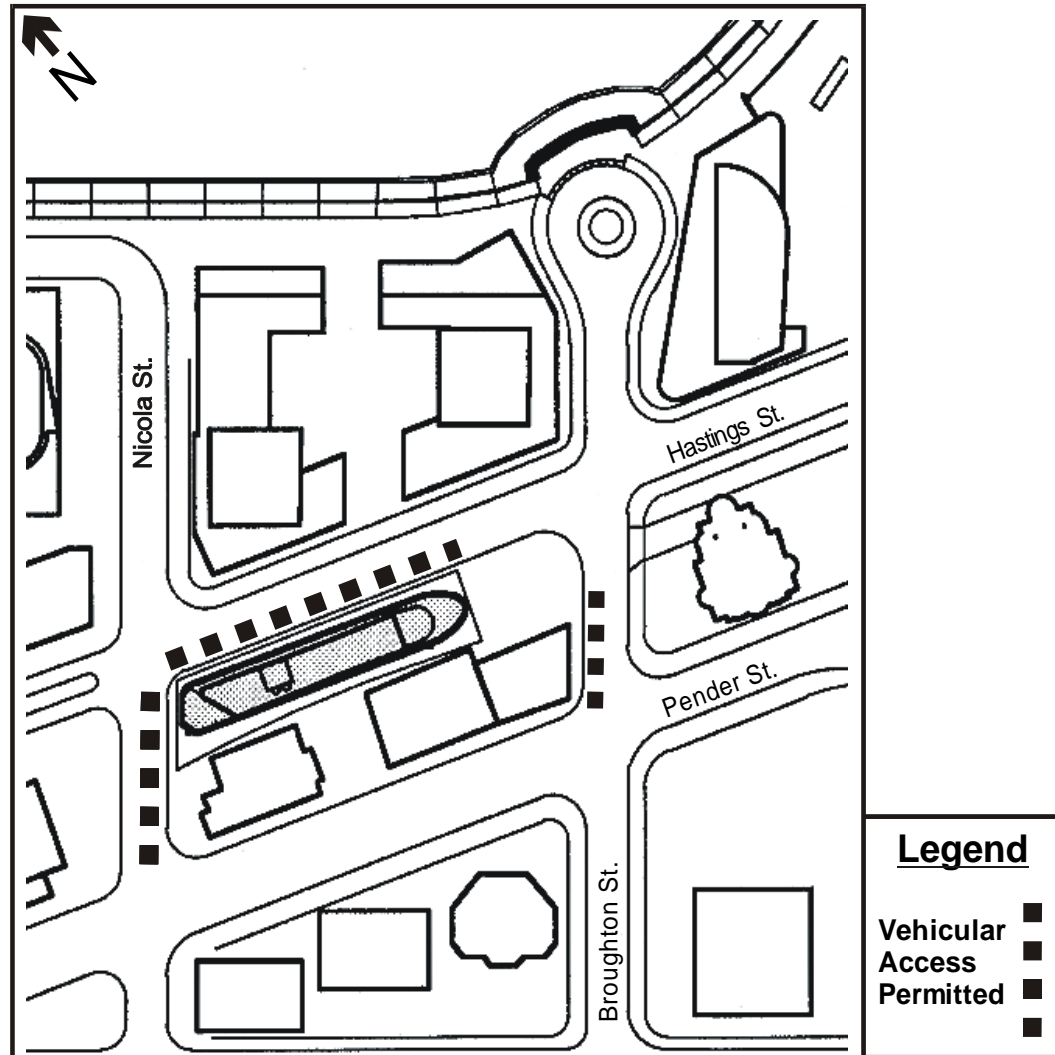 N
Nicola St.
Hastings St.
Pender St.
Broughton St.
Legend
Vehicular
Access
Permitted